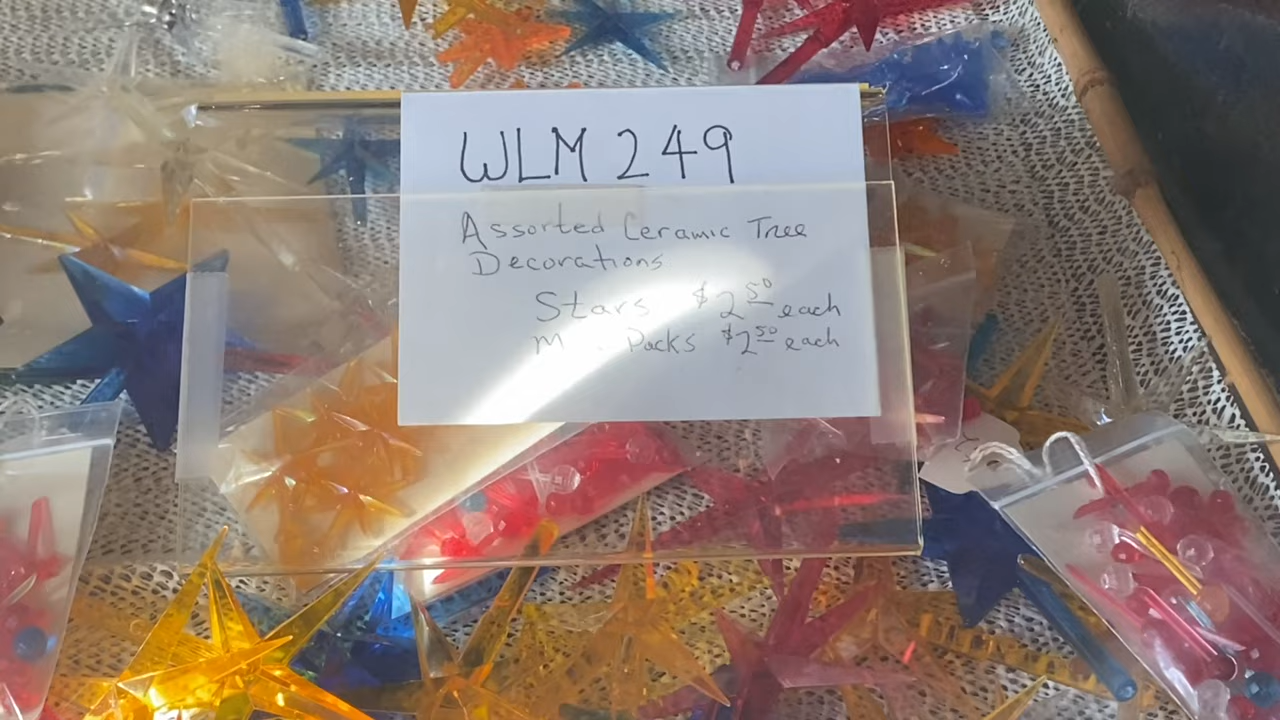 WLM 249
Assorted Ceramic Tree
Decorations
Stars $2.50 each
Packs $2.50 each